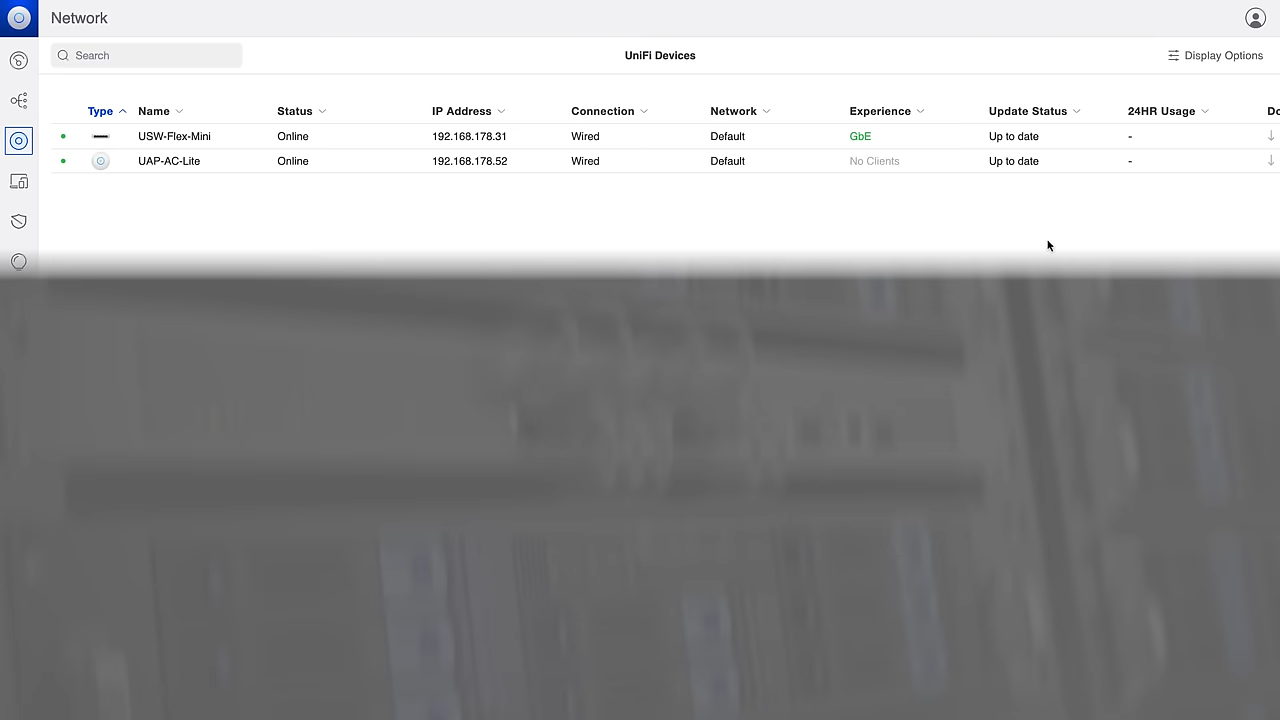 Network
Search
UniFi Devices
Display Options
Type Name Status IP Address Connection Network Experience Update Status 24HR Usage Do
USW-Flex-Mini Online 192.168.178.31 Wired Default GbE Up to date -
UAP-AC-Lite Online 192.168.178.52 Wired Default No Clients Up to date -